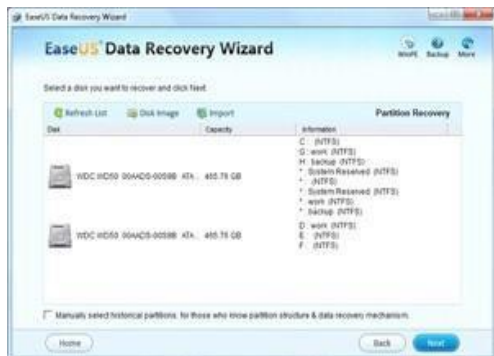 EaseUS Data Recovery Wizard
EaseUS Data Recovery Wizard
WinPE Backup More
Select a disk you want to recover and click Next
Refresh List Disk Image Import Partition Recovery
Disk Capacity Information
C: (NTFS)
G: work (NTFS)
H: backup (NTFS)
*: System Reserved (NTFS)
*: (NTFS)
*: System Reserved (NTFS)
*: work (NTFS)
*: backup (NTFS)
WDC WD50 00AADS-00S9B ATA... 465.76 GB
D: work (NTFS)
E: (NTFS)
F: (NTFS)
WDC WD50 00AADS-00S9B ATA... 465.76 GB
Manually select historical partitions, for those who know partition structure & data recovery mechanism.
Home Back Next